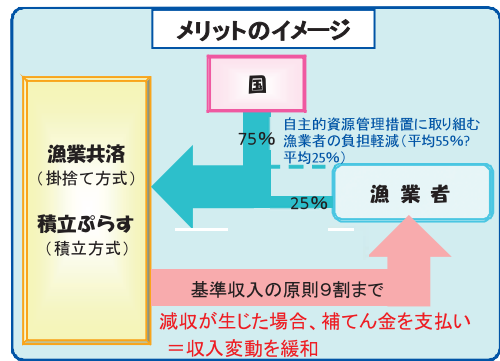 メリットのイメージ
国
75%
自主的資源管理措置に取り組む
漁業者の負担軽減(平均55%?
平均25%)
漁業共済
(掛捨て方式)
積立ぷらす
(積立方式)
25%
漁業者
基準収入の原則9割まで
減収が生じた場合、補てん金を支払い
=収入変動を緩和